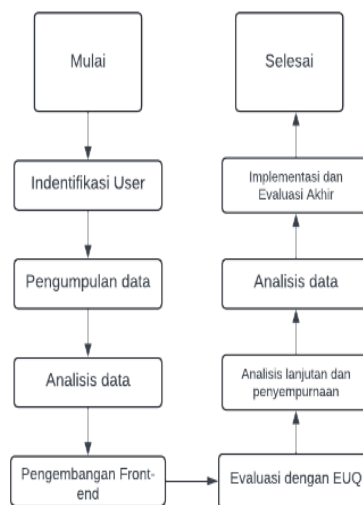 Mulai
Indentifikasi User
Pengumpulan data
Analisis data
Pengembangan Front-
end
Evaluasi dengan EUQ
Analisis lanjutan dan
penyempurnaan
Analisis data
Implementasi dan
Evaluasi Akhir
Selesai